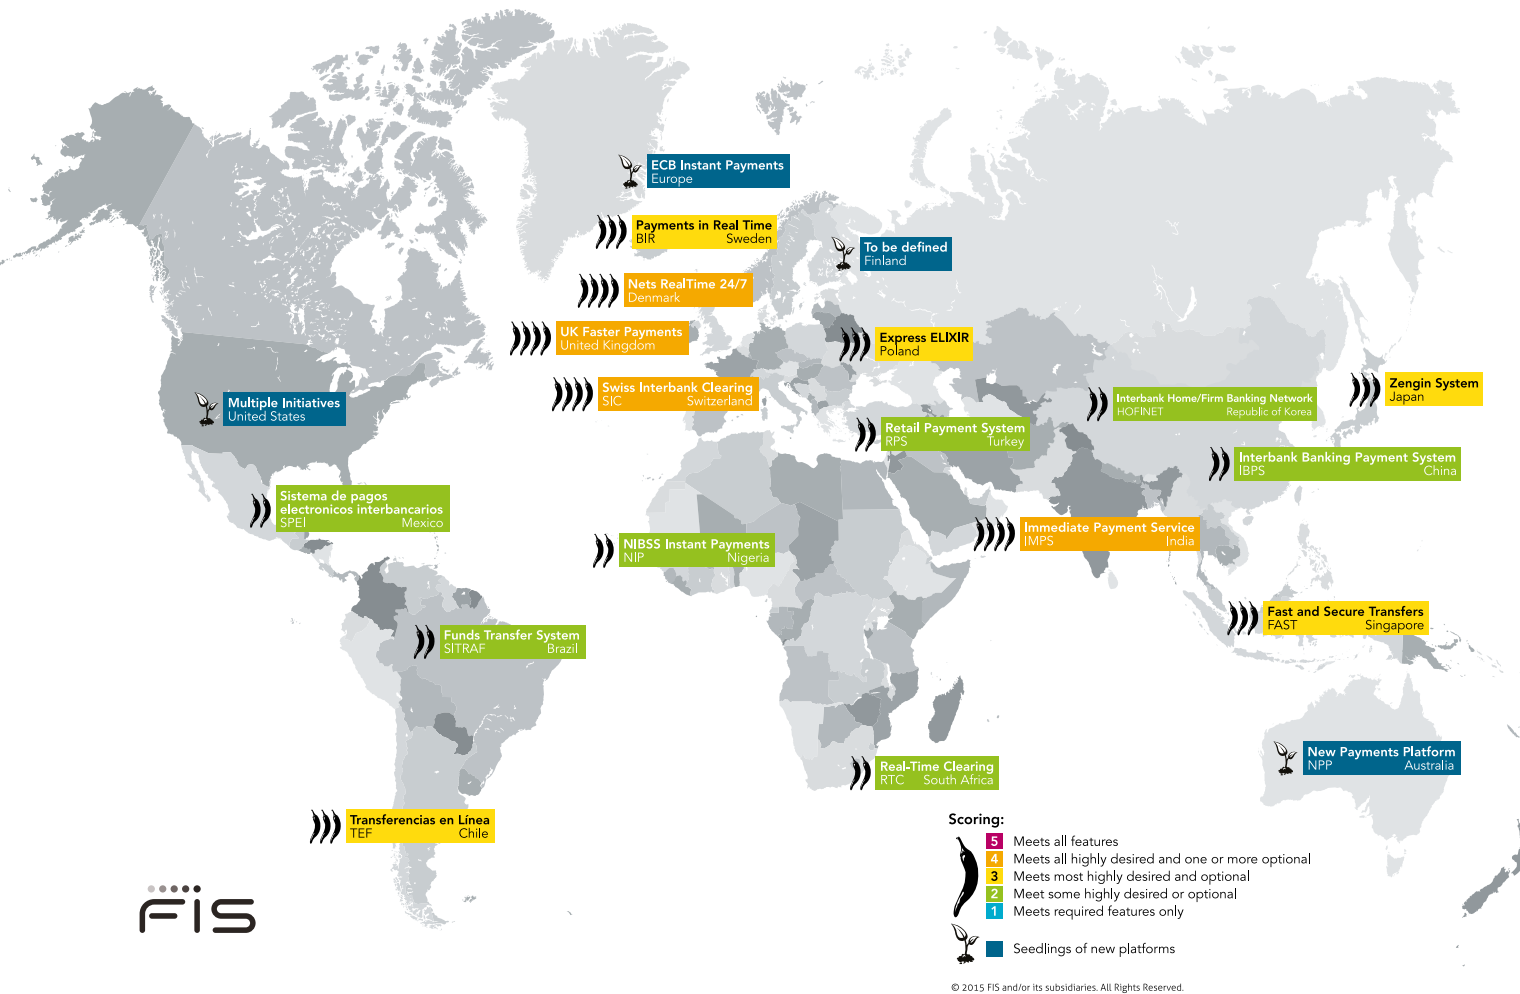 ECB Instant Payments
Europe
Payments in Real Time
BIR Sweden
To be defined
Finland
Nets RealTime 24/7
Denmark
UK Faster Payments
United Kingdom
Express ELIXIR
Poland
Swiss Interbank Clearing
SIC Switzerland
Multiple Initiatives
United States
Interbank Home/Firm Banking Network
HOFINET Republic of Korea
Zengin System
Japan
Retail Payment System
RPS Turkey
Interbank Banking Payment System
IBPS China
Sistema de pagos
electronicos interbancarios
SPEI Mexico
NIBSS Instant Payments
NIP Nigeria
Immediate Payment Service
IMPS India
Fast and Secure Transfers
FAST Singapore
Funds Transfer System
SITRAF Brazil
New Payments Platform
NPP Australia
Real-Time Clearing
RTC South Africa
Transferencias en Línea
TEF Chile
Scoring:
5 Meets all features
4 Meets all highly desired and one or more optional
3 Meets most highly desired and optional
2 Meet some highly desired or optional
1 Meets required features only
Seedlings of new platforms
FIS
© 2015 FIS and/or its subsidiaries. All Rights Reserved.